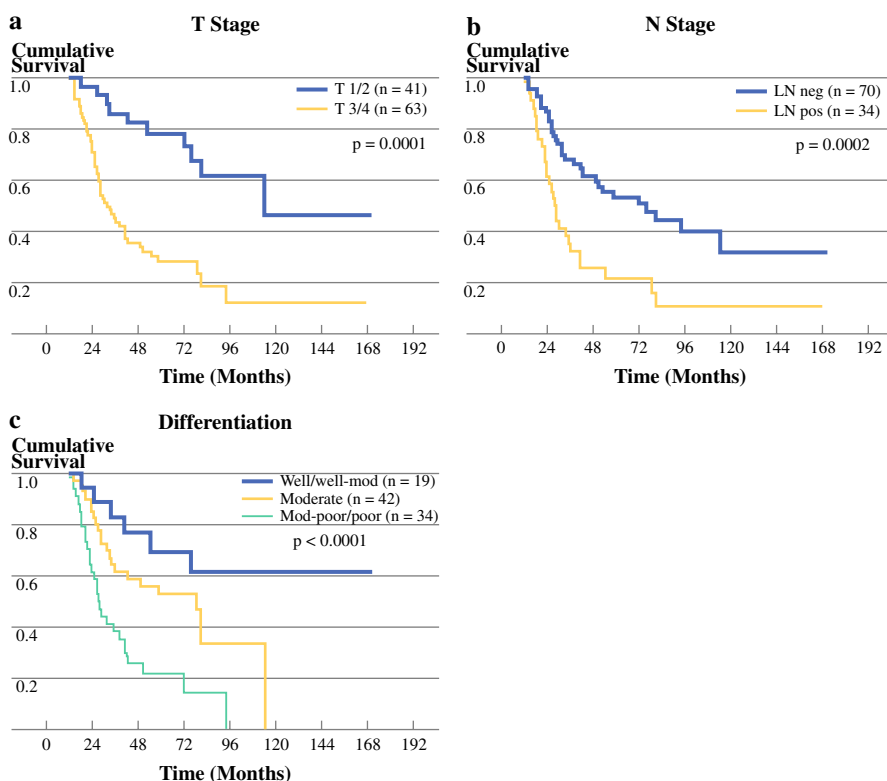 a
T Stage
Cumulative
Survival
1.0
0.8
0.6
0.4
0.2
T 1/2 (n = 41)
T 3/4 (n = 63)
p = 0.0001
0 24 48 72 96 120 144 168 192
Time (Months)
b
N Stage
Cumulative
Survival
1.0
0.8
0.6
0.4
0.2
LN neg (n = 70)
LN pos (n = 34)
p = 0.0002
0 24 48 72 96 120 144 168 192
Time (Months)
c
Differentiation
Cumulative
Survival
1.0
0.8
0.6
0.4
0.2
Well/well-mod (n = 19)
Moderate (n = 42)
Mod-poor/poor (n = 34)
p < 0.0001
0 24 48 72 96 120 144 168 192
Time (Months)